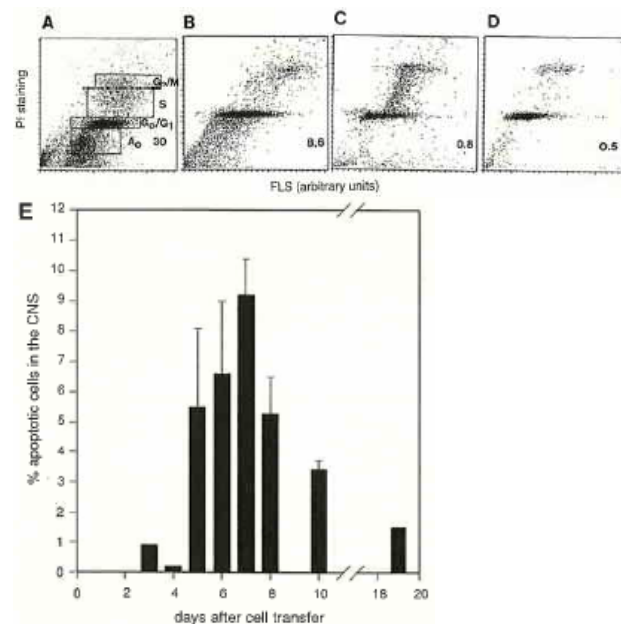 A
B
C
D
PI staining
G₂/M
S
G₀/G₁
A₀ 30
8.6
0.8
0.5
FLS (arbitrary units)
E
% apoptotic cells in the CNS
12
11
10
9
8
7
6
5
4
3
2
1
0
0 2 4 6 8 10 18 20
days after cell transfer